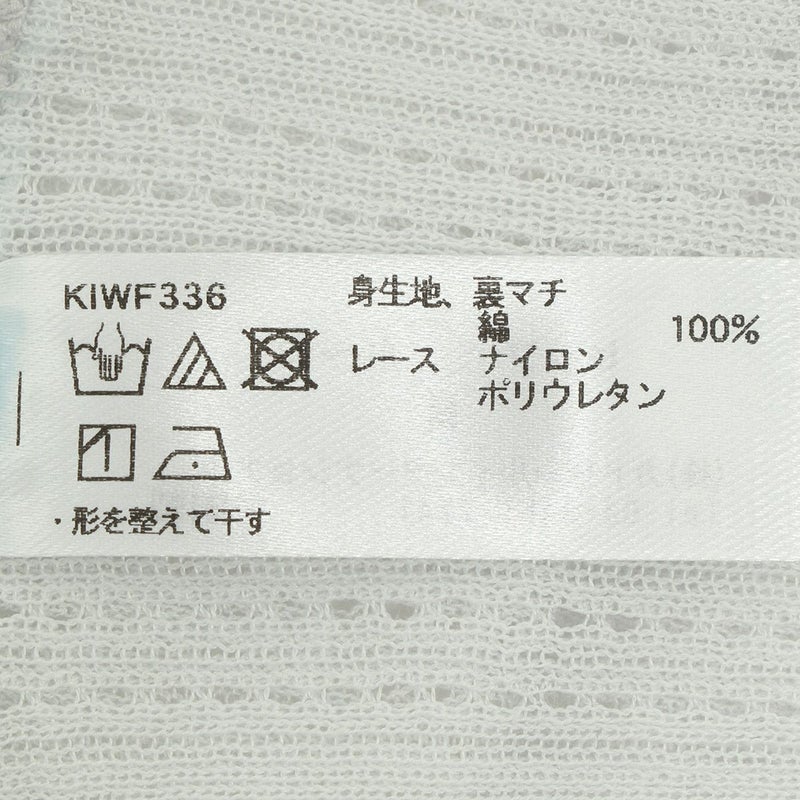 KIWF336
身生地、裏マチ
綿 100%
レース ナイロン
ポリウレタン
・形を整えて干す